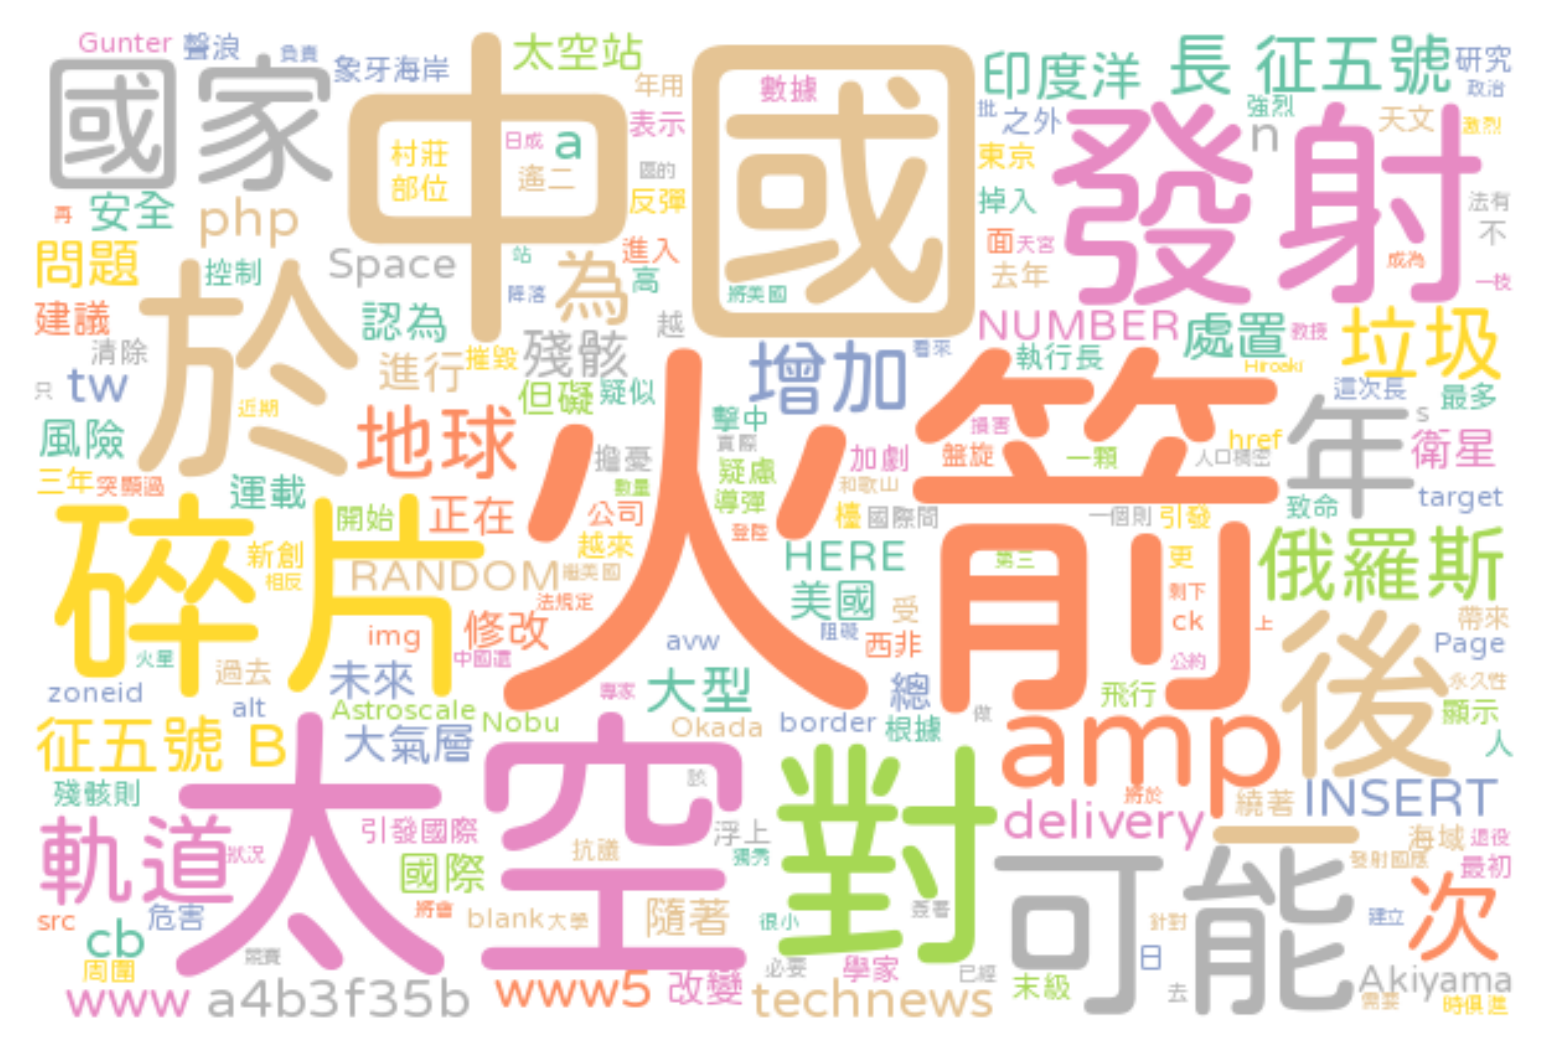 Gunter 聲浪 負責 象牙海岸 太空站 印度洋 長 征五號 研究
國家 中國 年用 數據 批 之外 強烈 政治
村莊 日成 a 表示 東京 發射 n 天文 激烈
部位 遙二 區的 反彈 掉入 法有
再 安全 php 面 天宮 不
問題 控制 Space 站 為 進入 高 去年 成為
降落 將美國 一枝
建議 於 認為 殘骸 越 NUMBER 處置 教授 垃圾
清除 進行 摧毀 增加 看來 執行長 Hiroaki
只 tw 近期 但礙 疑似 火箭 這次長 最多
風險 地球 擊中 損害 年 s
擔憂 實際 加劇 盤旋 一顆 href 人口稠密 衛星
三年 突顯過 運載 數量 疑慮 和歌山
碎片 開始 正在 公司 導彈 檯 國際間 一個則 引發 致命 target
登陸
新創 越來 HERE 第三 更 俄羅斯
相反 RANDOM 繼美國
法規定 美國 受 剩下
img 修改 阻礙 ck 上 後 帶來
火星 過去 中國還 avw 西非 公約 Page
zoneid 未來 專家 大型 總 飛行 永久性
alt Astroscale Nobu Okada border 根據 做 amp 顯示
征五號 B 大氣層 人
殘骸則 太空 該 對 將於 繞著 INSERT
軌道 狀況 引發國際 抗議 浮上 delivery 一 海域 退役
國際 獨秀 可能 發射國應 最初
src 危害 將會 blank 大學 隨著 很小 簽署 針對 建立 次
cb 競賽
周圍 必要 學家 已經 日
www a4b3f35b www5 改變 technews 末級 去 Akiyama
需要 時俱進